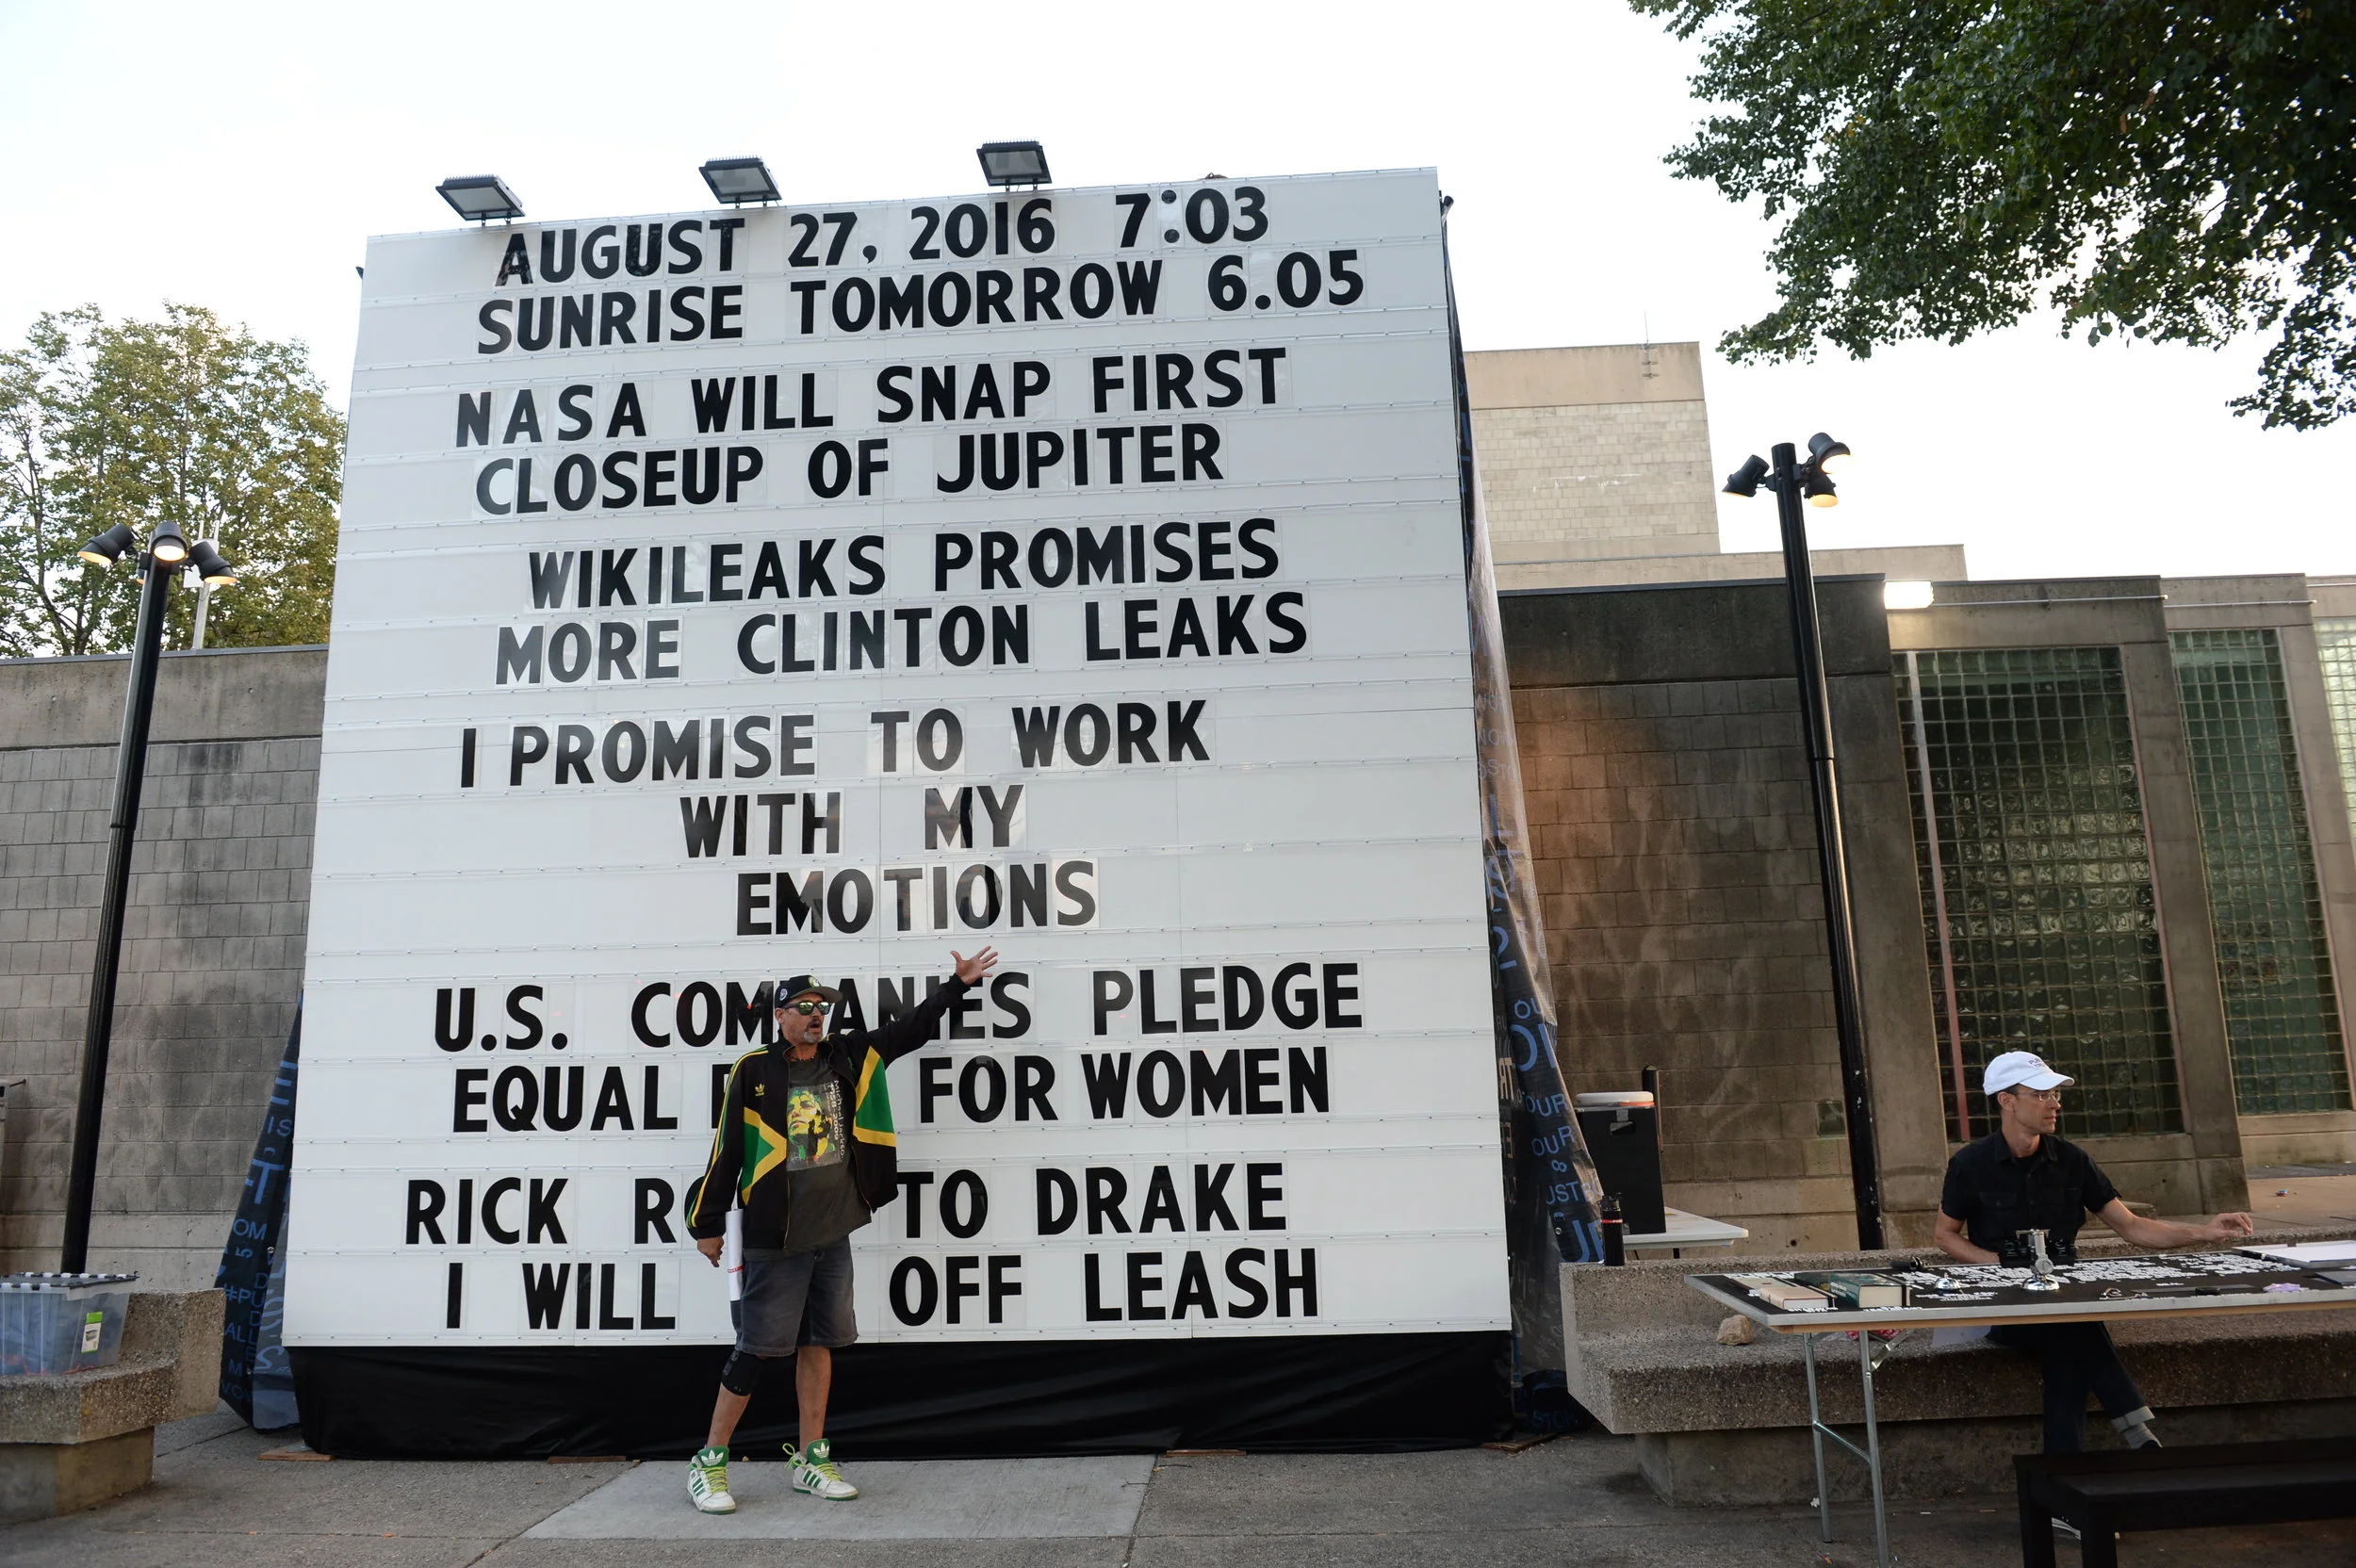 AUGUST 27, 2016 7:03
SUNRISE TOMORROW 6.05
NASA WILL SNAP FIRST
CLOSEUP OF JUPITER
WIKILEAKS PROMISES
MORE CLINTON LEAKS
I PROMISE TO WORK
WITH MY
EMOTIONS
U.S. COMPANIES PLEDGE
EQUAL FOR WOMEN
RICK TO DRAKE
I WILL OFF LEASH